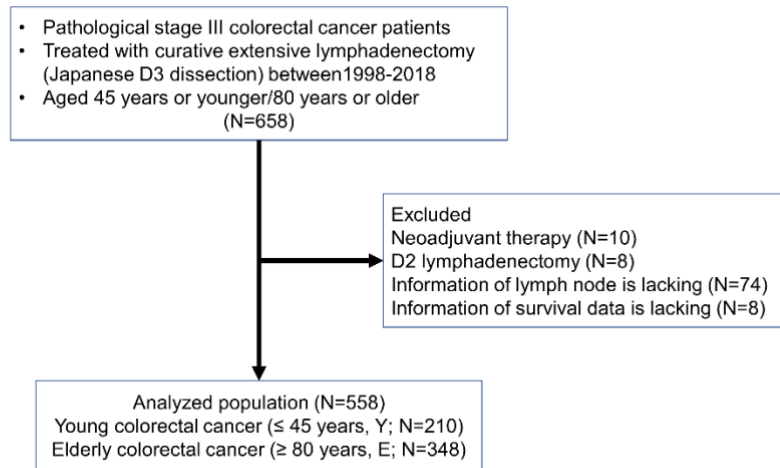 • Pathological stage III colorectal cancer patients
• Treated with curative extensive lymphadenectomy
(Japanese D3 dissection) between1998-2018
• Aged 45 years or younger/80 years or older
(N=658)
Excluded
Neoadjuvant therapy (N=10)
D2 lymphadenectomy (N=8)
Information of lymph node is lacking (N=74)
Information of survival data is lacking (N=8)
Analyzed population (N=558)
Young colorectal cancer (≤ 45 years, Y; N=210)
Elderly colorectal cancer (≥ 80 years, E; N=348)